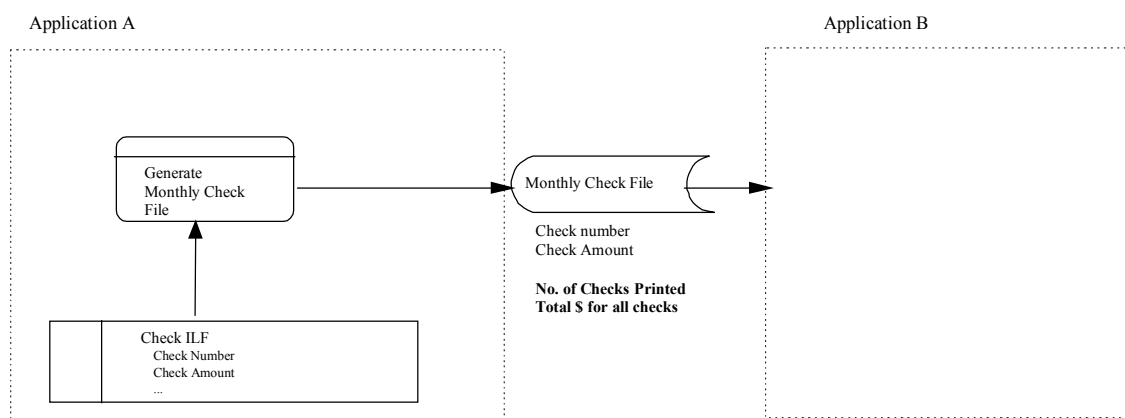 Application A
Application B
Generate
Monthly Check
File
Monthly Check File
Check number
Check Amount
No. of Checks Printed
Total $ for all checks
Check ILF
Check Number
Check Amount
...